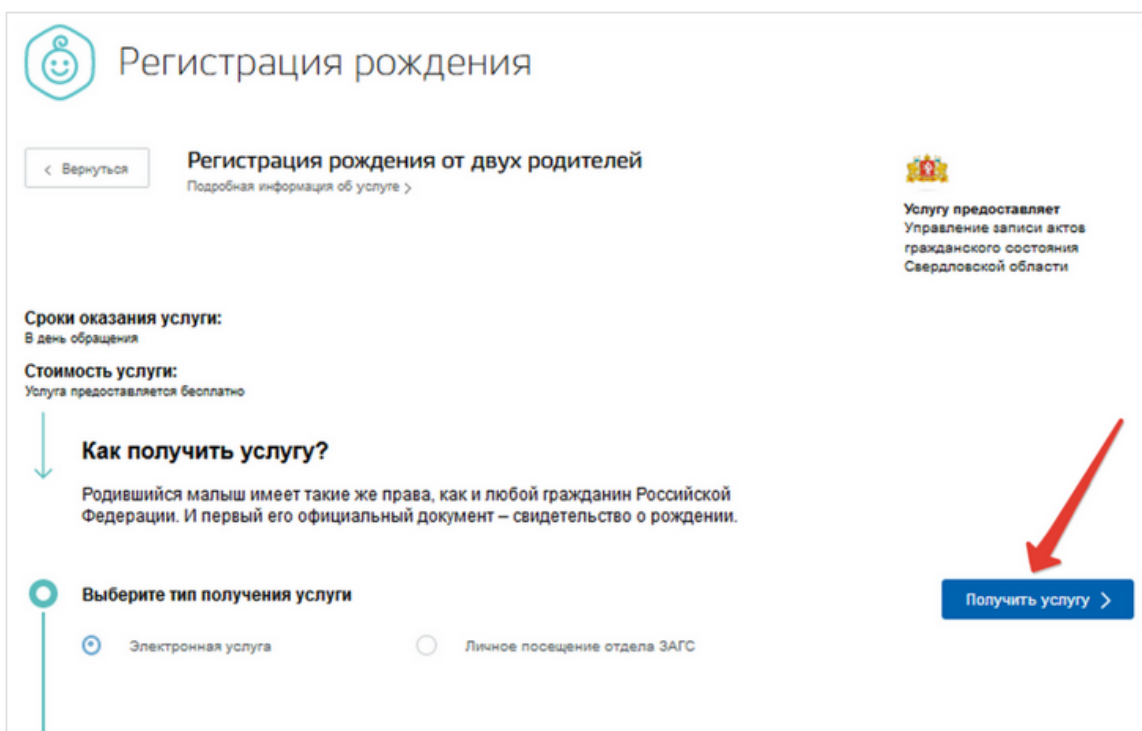 Регистрация рождения
< Вернуться
Регистрация рождения от двух родителей
Подробная информация об услуге >
Услугу предоставляет
Управление записи актов
гражданского состояния
Свердловской области
Сроки оказания услуги:
В день обращения
Стоимость услуги:
Услуга предоставляется бесплатно
Как получить услугу?
Родившийся малыш имеет такие же права, как и любой гражданин Российской
Федерации. И первый его официальный документ – свидетельство о рождении.
Выберите тип получения услуги
Получить услугу >
Электронная услуга
Личное посещение отдела ЗАГС